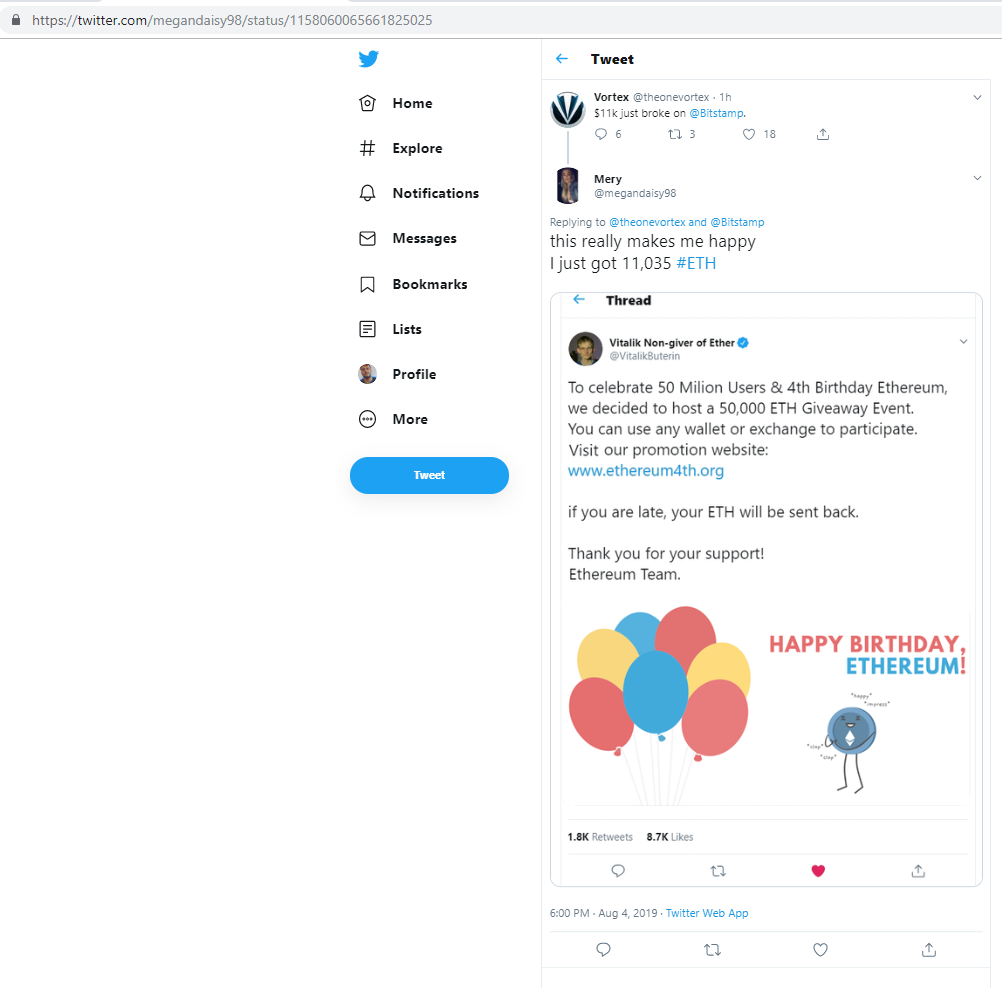 https://twitter.com/megandaisy98/status/1158060065661825025
Home
Explore
Notifications
Messages
Bookmarks
Lists
Profile
More
Tweet
Tweet
Vortex @theonevortex · 1h
$11k just broke on @Bitstamp.
6 3 18
Mery
@megandaisy98
Replying to @theonevortex and @Bitstamp
this really makes me happy
I just got 11,035 #ETH
Thread
Vitalik Non-giver of Ether
@VitalikButerin
To celebrate 50 Milion Users & 4th Birthday Ethereum,
we decided to host a 50,000 ETH Giveaway Event.
You can use any wallet or exchange to participate.
Visit our promotion website:
www.ethereum4th.org
if you are late, your ETH will be sent back.
Thank you for your support!
Ethereum Team.
HAPPY BIRTHDAY,
ETHEREUM!
*happy*
*impress*
*clap*
*clap*
1.8K Retweets 8.7K Likes
6:00 PM · Aug 4, 2019 · Twitter Web App